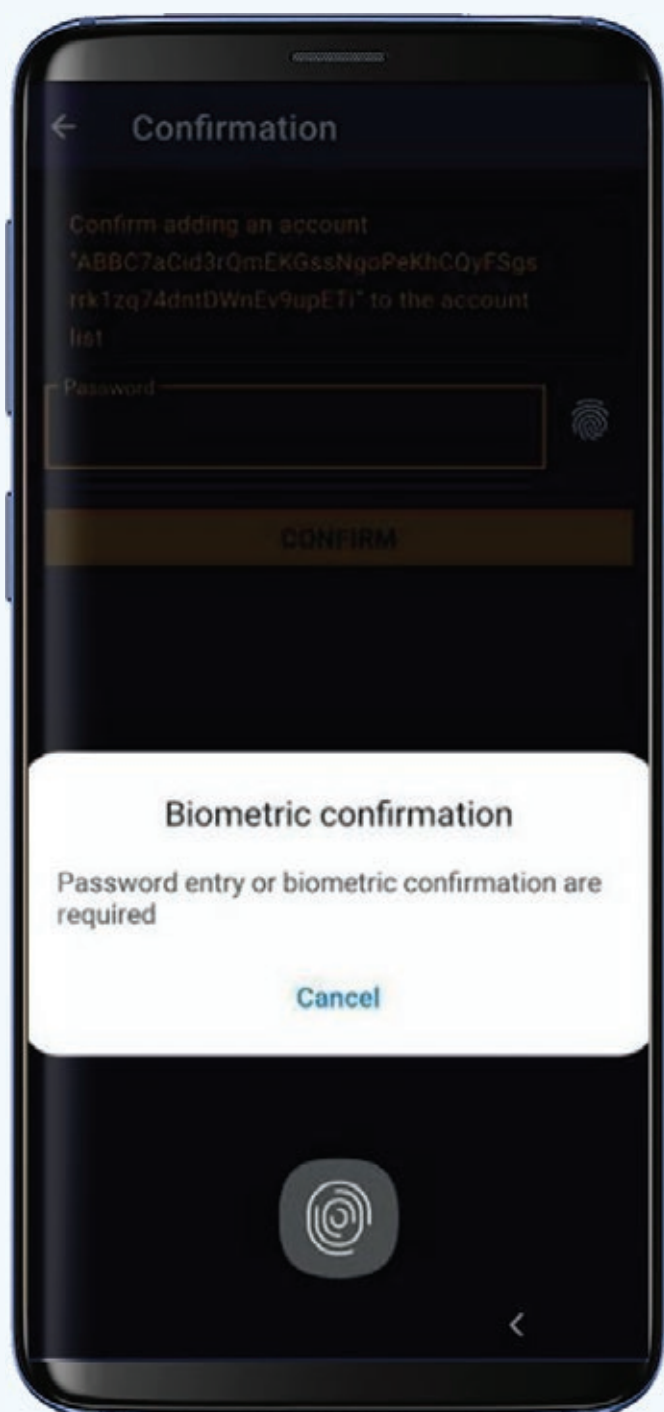 Confirmation
Confirm adding an account
"ABBC7aCid3rQmEKGssNgoPeKhCQyFSgs
rrk1zq74dntDWnEv9upETi" to the account
list
Password
CONFIRM
Biometric confirmation
Password entry or biometric confirmation are
required
Cancel